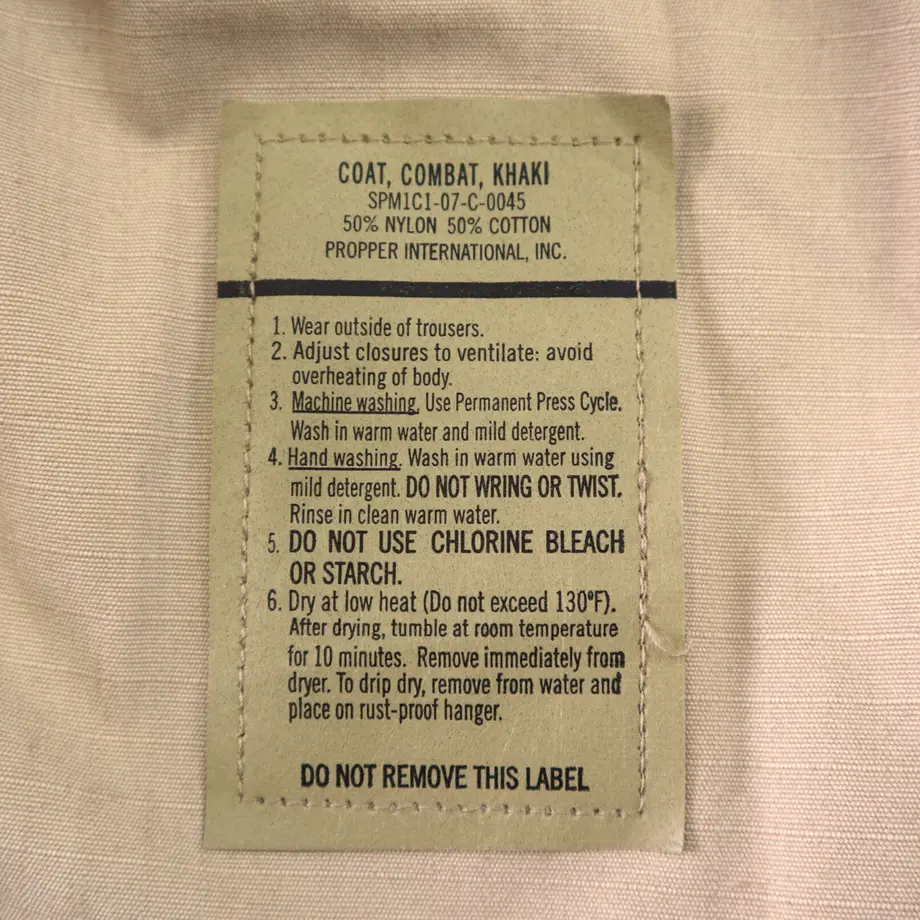 COAT, COMBAT, KHAKI
SPM1C1-07-C-0045
50% NYLON 50% COTTON
PROPPER INTERNATIONAL, INC.
1. Wear outside of trousers.
2. Adjust closures to ventilate: avoid
overheating of body.
3. Machine washing. Use Permanent Press Cycle.
Wash in warm water and mild detergent.
4. Hand washing. Wash in warm water using
mild detergent. DO NOT WRING OR TWIST.
Rinse in clean warm water.
5. DO NOT USE CHLORINE BLEACH
OR STARCH.
6. Dry at low heat (Do not exceed 130°F).
After drying, tumble at room temperature
for 10 minutes. Remove immediately from
dryer. To drip dry, remove from water and
place on rust-proof hanger.
DO NOT REMOVE THIS LABEL